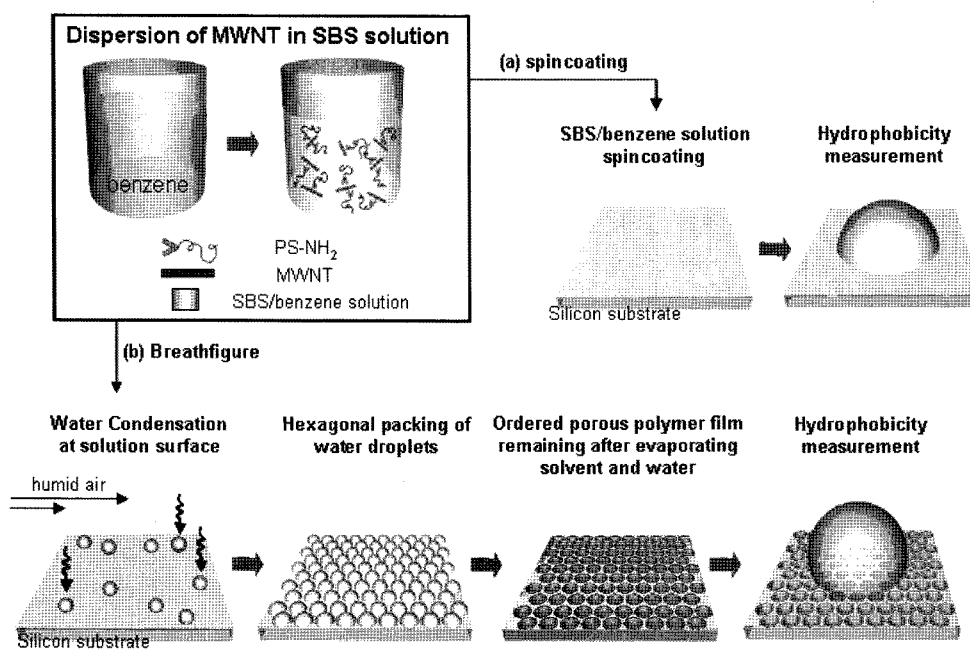 Dispersion of MWNT in SBS solution
benzene
PS-NH₂
MWNT
SBS/benzene solution
(a) spincoating
SBS/benzene solution
spincoating
Hydrophobicity
measurement
Silicon substrate
(b) Breathfigure
Water Condensation
at solution surface
humid air
Silicon substrate
Hexagonal packing of
water droplets
Ordered porous polymer film
remaining after evaporating
solvent and water
Hydrophobicity
measurement